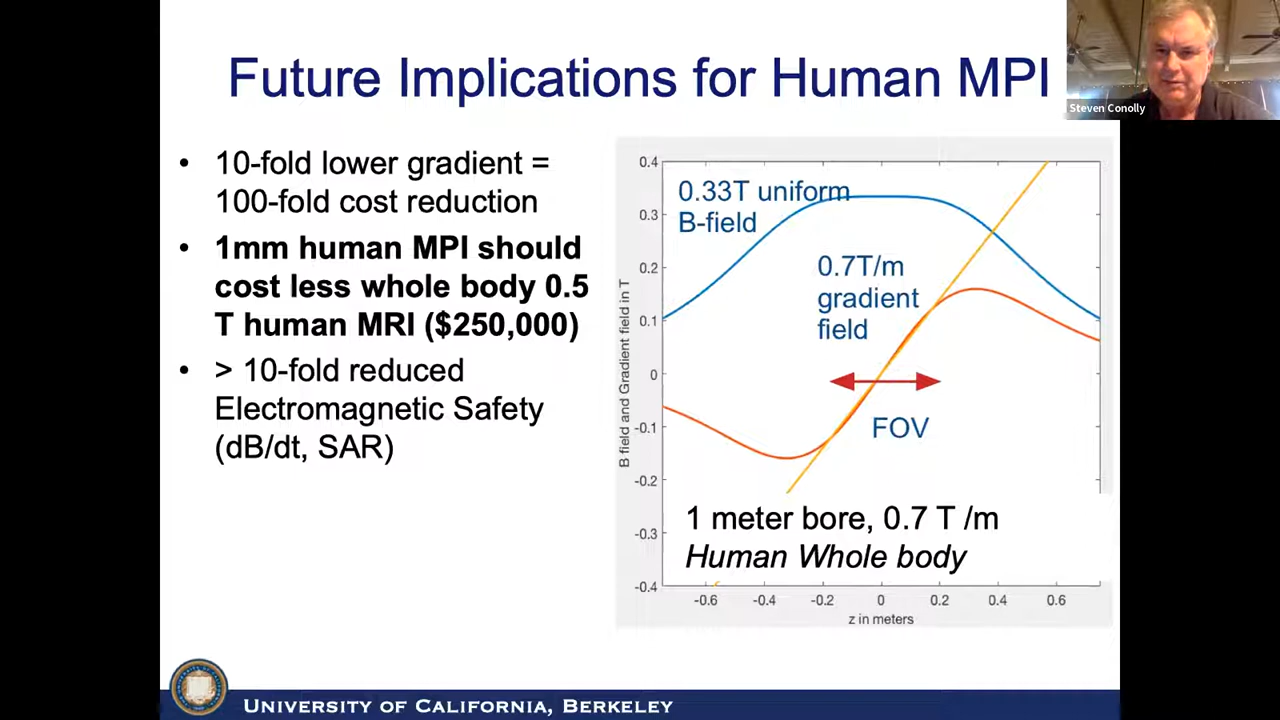 Future Implications for Human MPI
Steven Conolly
• 10-fold lower gradient =
100-fold cost reduction
• 1mm human MPI should
cost less whole body 0.5
T human MRI ($250,000)
• > 10-fold reduced
Electromagnetic Safety
(dB/dt, SAR)
0.4
0.3
0.2
0.1
0
-0.1
-0.2
-0.3
-0.4
B field and Gradient field in T
0.33T uniform
B-field
0.7T/m
gradient
field
FOV
1 meter bore, 0.7 T /m
Human Whole body
-0.6 -0.4 -0.2 0 0.2 0.4 0.6
z in meters
UNIVERSITY OF CALIFORNIA, BERKELEY